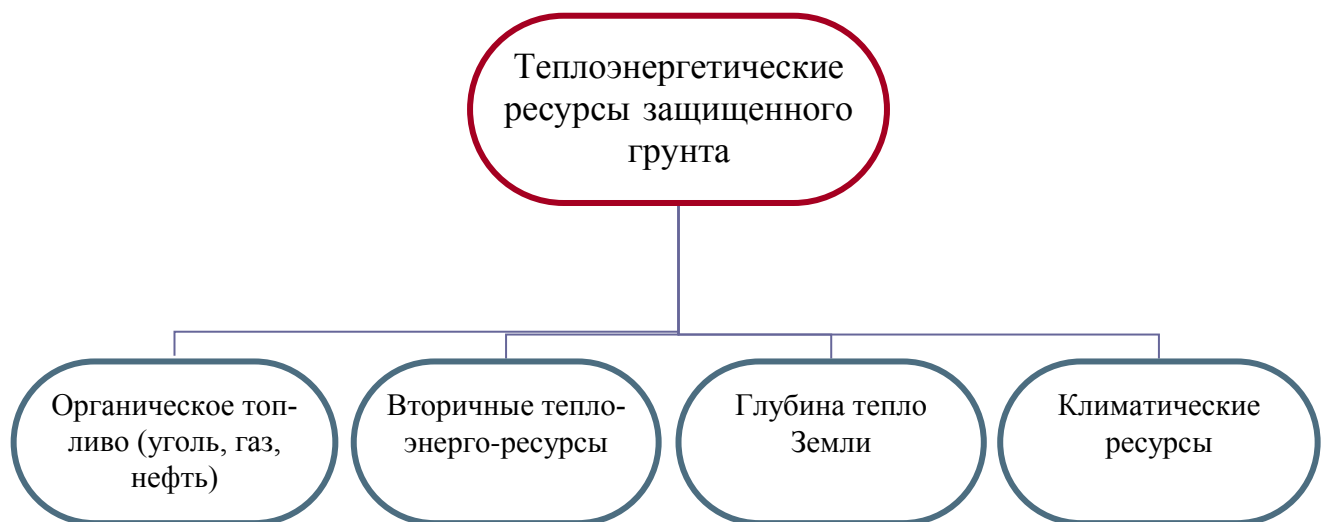 Теплоэнергетические
ресурсы защищенного
грунта
Органическое топ-
ливо (уголь, газ,
нефть)
Вторичные тепло-
энерго-ресурсы
Глубина тепло
Земли
Климатические
ресурсы